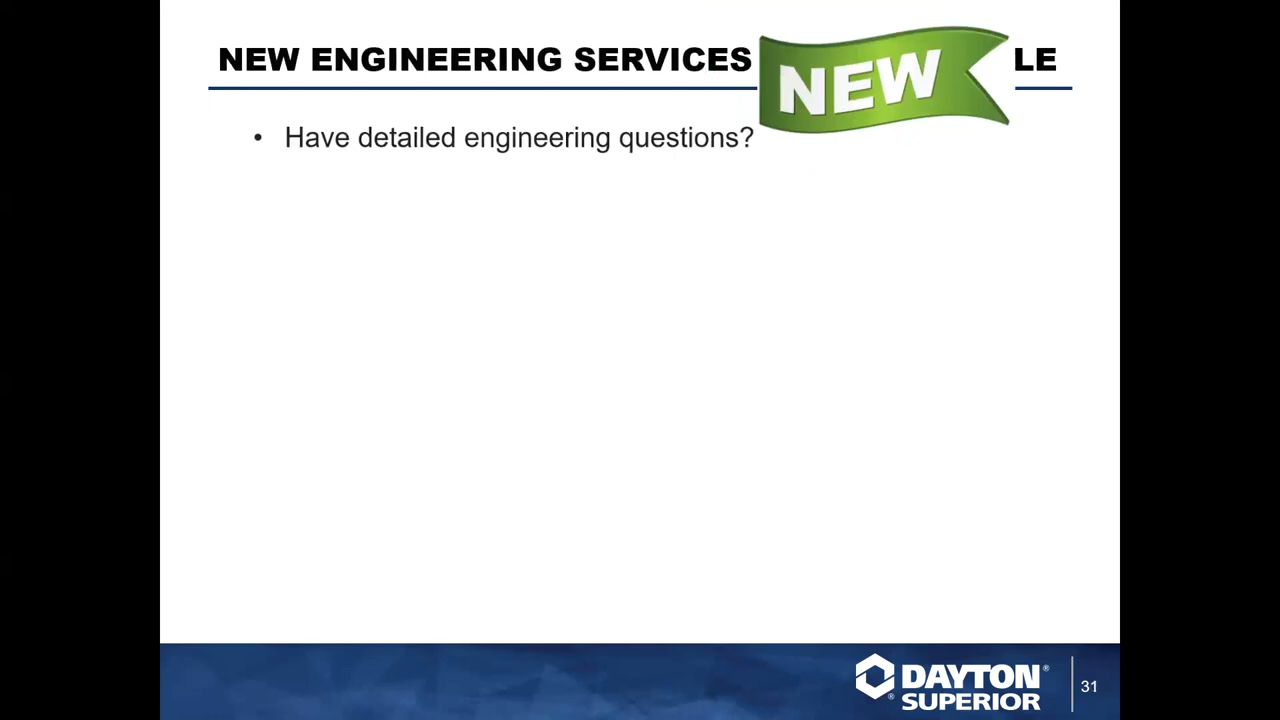 NEW ENGINEERING SERVICES NEW LE
• Have detailed engineering questions?
DAYTON®
® SUPERIOR
31